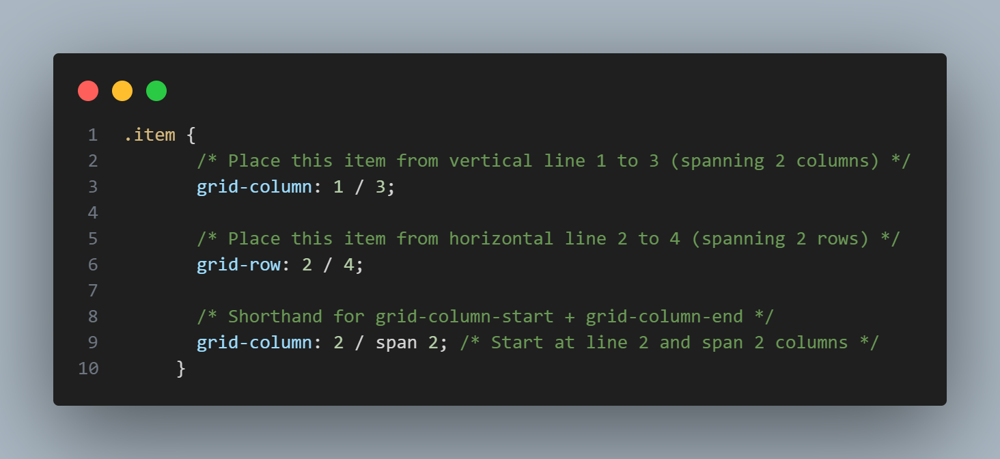 1 .item {
2 /* Place this item from vertical line 1 to 3 (spanning 2 columns) */
3 grid-column: 1 / 3;
4
5 /* Place this item from horizontal line 2 to 4 (spanning 2 rows) */
6 grid-row: 2 / 4;
7
8 /* Shorthand for grid-column-start + grid-column-end */
9 grid-column: 2 / span 2; /* Start at line 2 and span 2 columns */
10 }